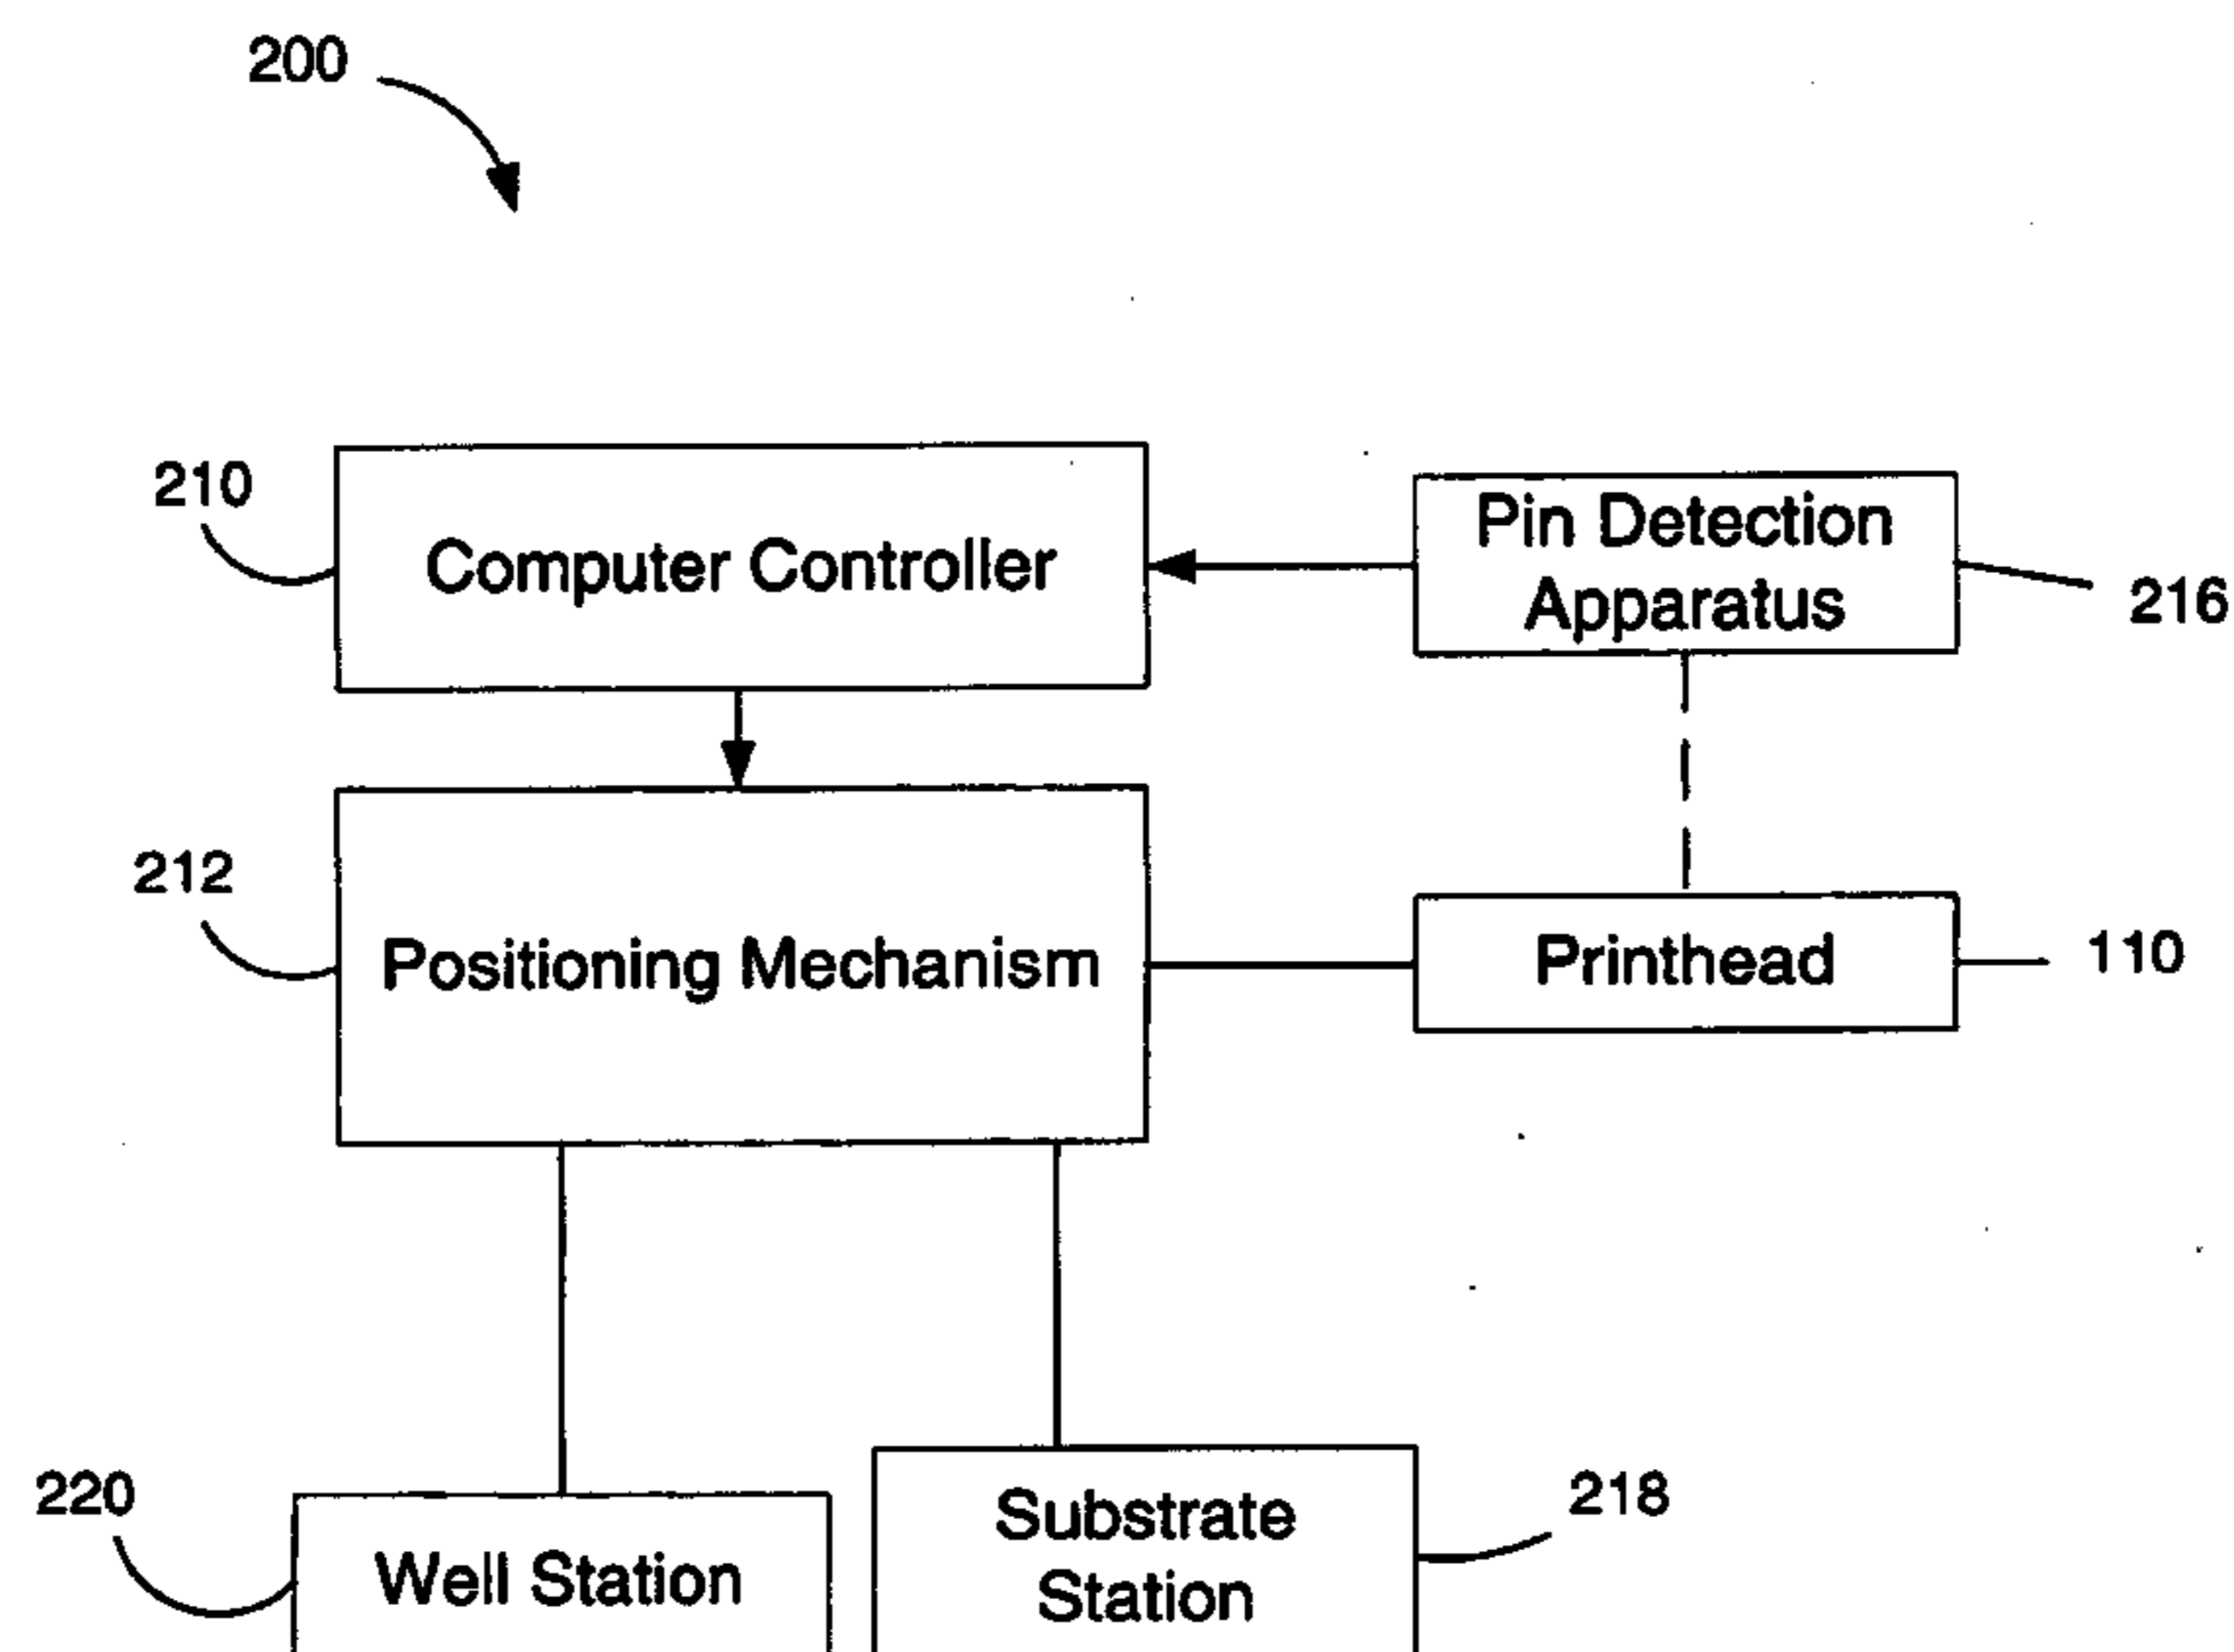 200
210
Computer Controller
Pin Detection
Apparatus
216
212
Positioning Mechanism
Printhead
110
220
Well Station
Substrate
Station
218